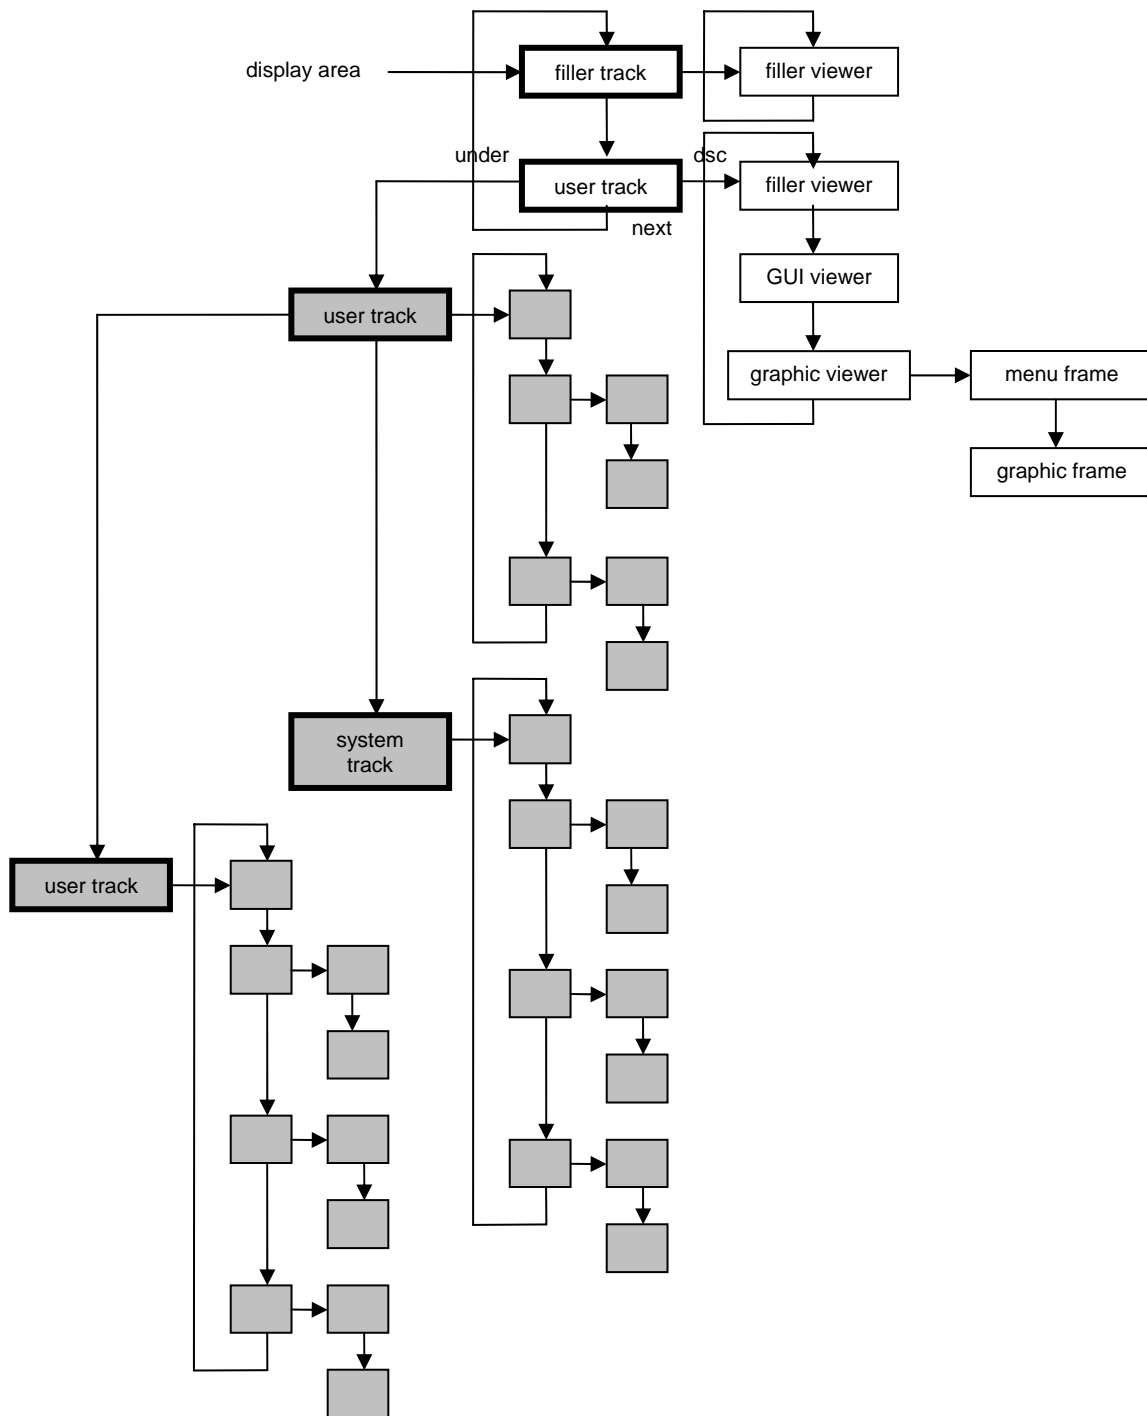 display area
filler track
filler viewer
under
dsc
user track
filler viewer
next
GUI viewer
user track
graphic viewer
menu frame
graphic frame
system
track
user track